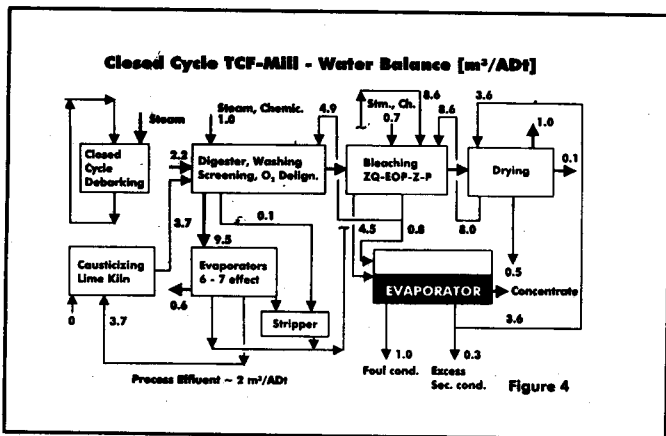 Closed Cycle TCF-Mill - Water Balance [m³/ADt]
Steam
Steam, Chemic.
1.0
4.9
Stm., Ch.
0.7
8.6
8.6
3.6
1.0
Closed
Cycle
Debarking
2.2
Digester, Washing
Screening, O₂ Delign.
Bleaching
ZQ-EOP-Z-P
Drying
0.1
3.7
0.1
4.5
0.8
8.0
9.5
0.5
Causticizing
Lime Kiln
Evaporators
6 - 7 effect
EVAPORATOR
Concentrate
0.6
Stripper
0
3.7
3.6
1.0
Foul cond.
0.3
Excess
Sec. cond.
Process Effluent ~ 2 m³/ADt
Figure 4